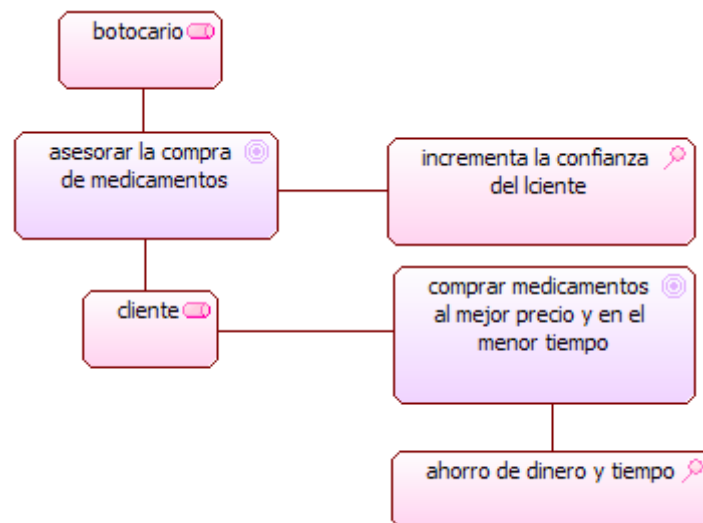 botocario
asesorar la compra
de medicamentos
incrementa la confianza
del lciente
cliente
comprar medicamentos
al mejor precio y en el
menor tiempo
ahorro de dinero y tiempo